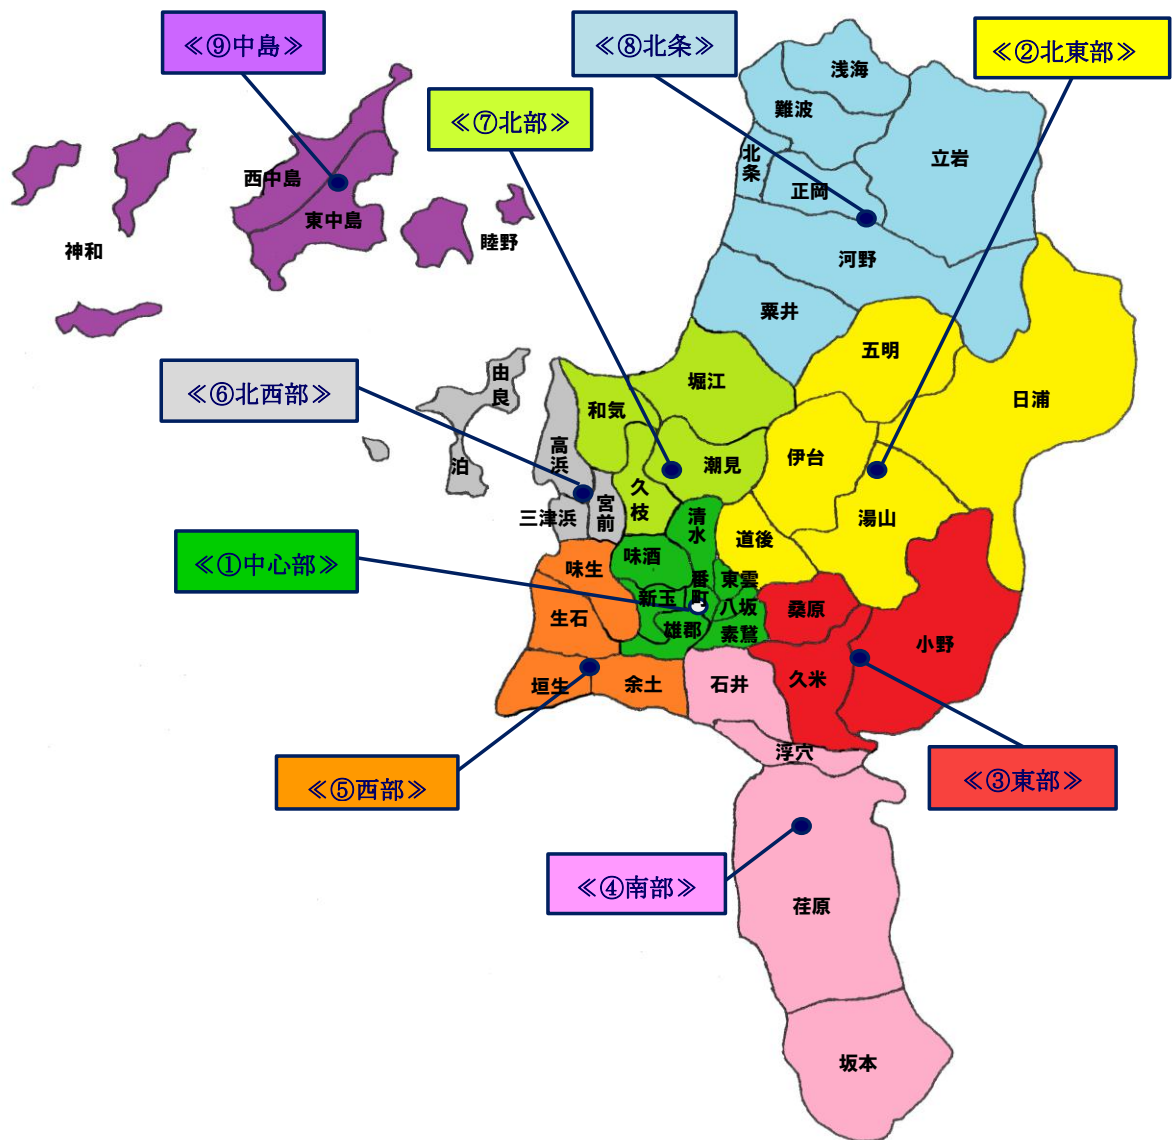 ≪⑨中島≫
≪⑧北条≫
≪②北東部≫
≪⑦北部≫
浅海
難波
北条
正岡
立岩
河野
粟井
西中島
東中島
睦野
神和
五明
日浦
堀江
≪⑥北西部≫
由良
和気
高浜
泊
潮見
伊台
久枝
宮前
三津浜
清水
湯山
道後
≪①中心部≫
味酒
味生
番町
東雲
新玉
八坂
桑原
生石
雄郡
素鵞
小野
垣生
余土
石井
久米
浮穴
≪⑤西部≫
≪③東部≫
≪④南部≫
荏原
坂本